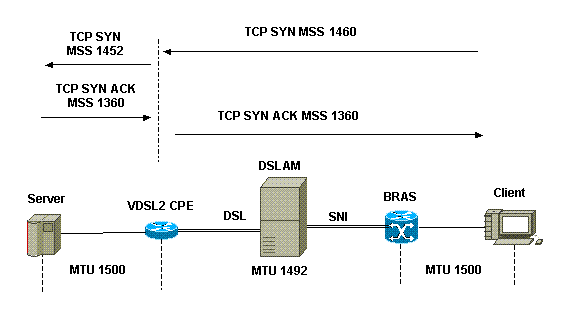 TCP SYN
MSS 1452
TCP SYN MSS 1460
TCP SYN ACK
MSS 1360
TCP SYN ACK MSS 1360
DSLAM
Server
VDSL2 CPE
BRAS
Client
DSL
SNI
MTU 1500
MTU 1492
MTU 1500